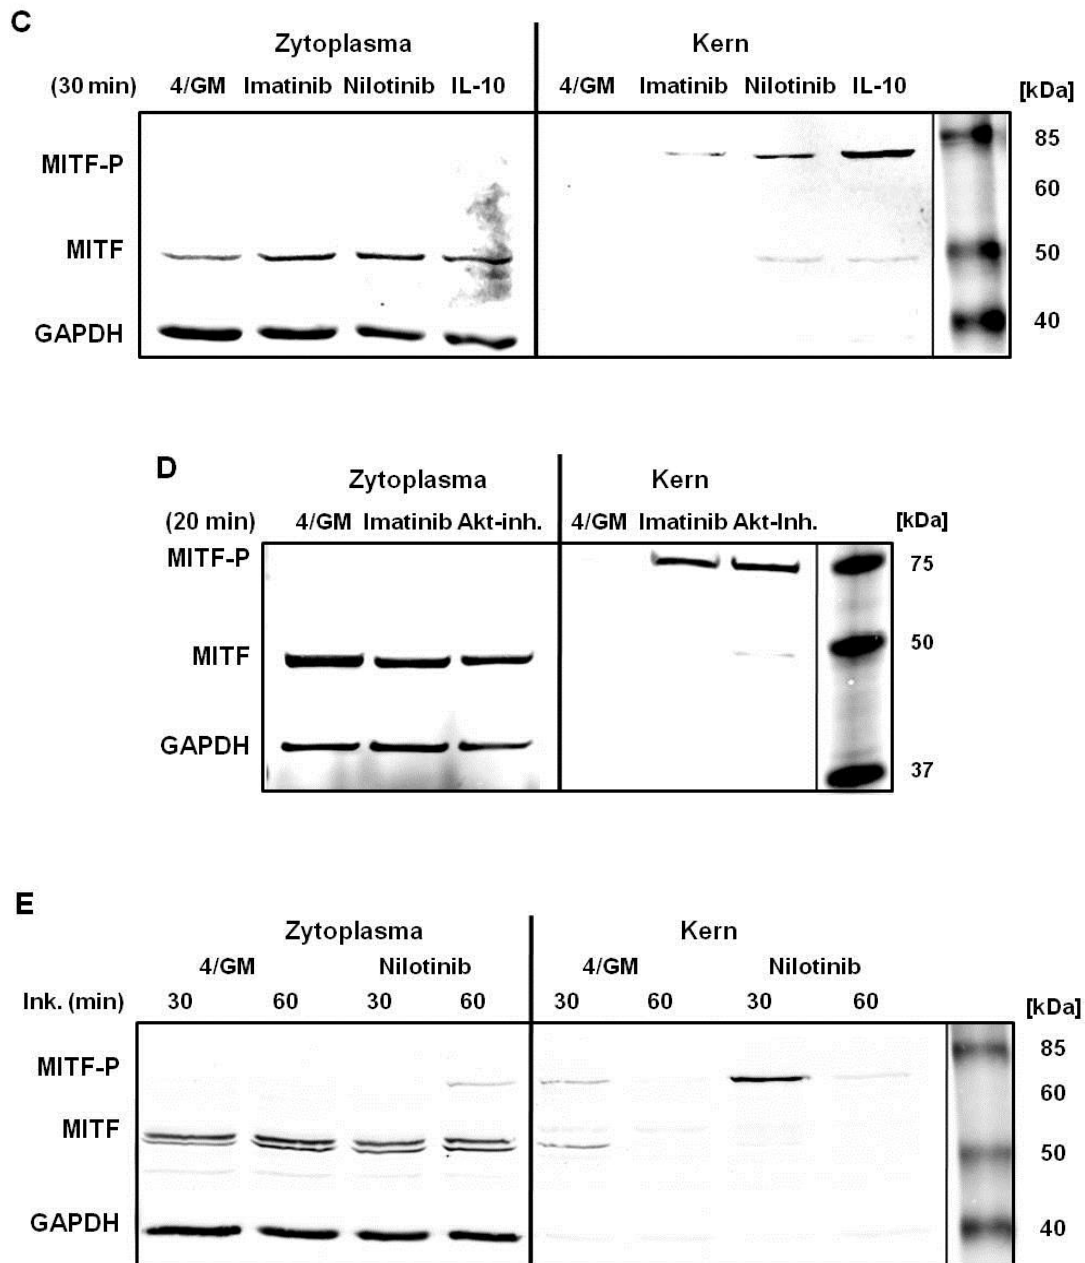 C
Zytoplasma Kern
(30 min) 4/GM Imatinib Nilotinib IL-10 4/GM Imatinib Nilotinib IL-10 [kDa]
MITF-P 85
60
MITF 50
GAPDH 40
D
Zytoplasma Kern
(20 min) 4/GM Imatinib Akt-inh. 4/GM Imatinib Akt-Inh. [kDa]
MITF-P 75
MITF 50
GAPDH 37
E
Zytoplasma Kern
4/GM Nilotinib 4/GM Nilotinib
Ink. (min) 30 60 30 60 30 60 30 60 [kDa]
MITF-P 85
60
MITF 50
GAPDH 40